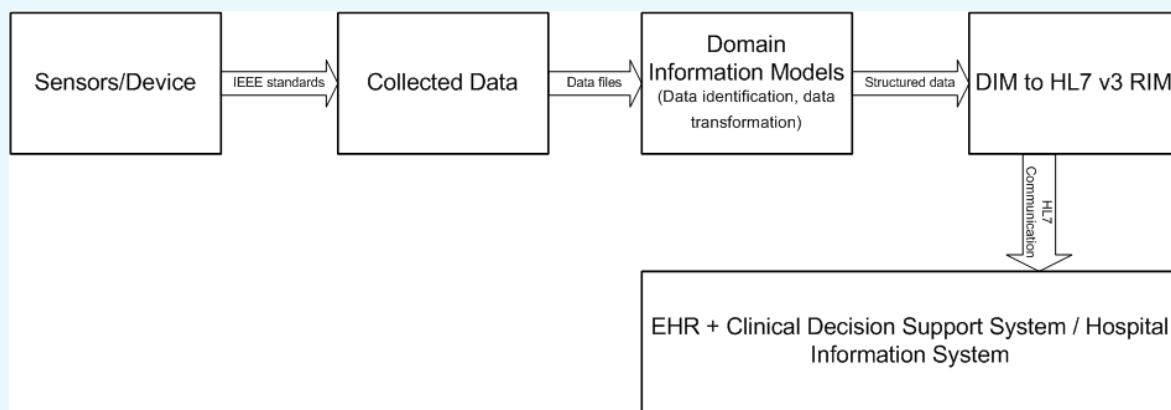 Sensors/Device
IEEE standards
Collected Data
Data files
Domain
Information Models
(Data identification, data
transformation)
Structured data
DIM to HL7 v3 RIM
HL7
Communication
EHR + Clinical Decision Support System / Hospital
Information System